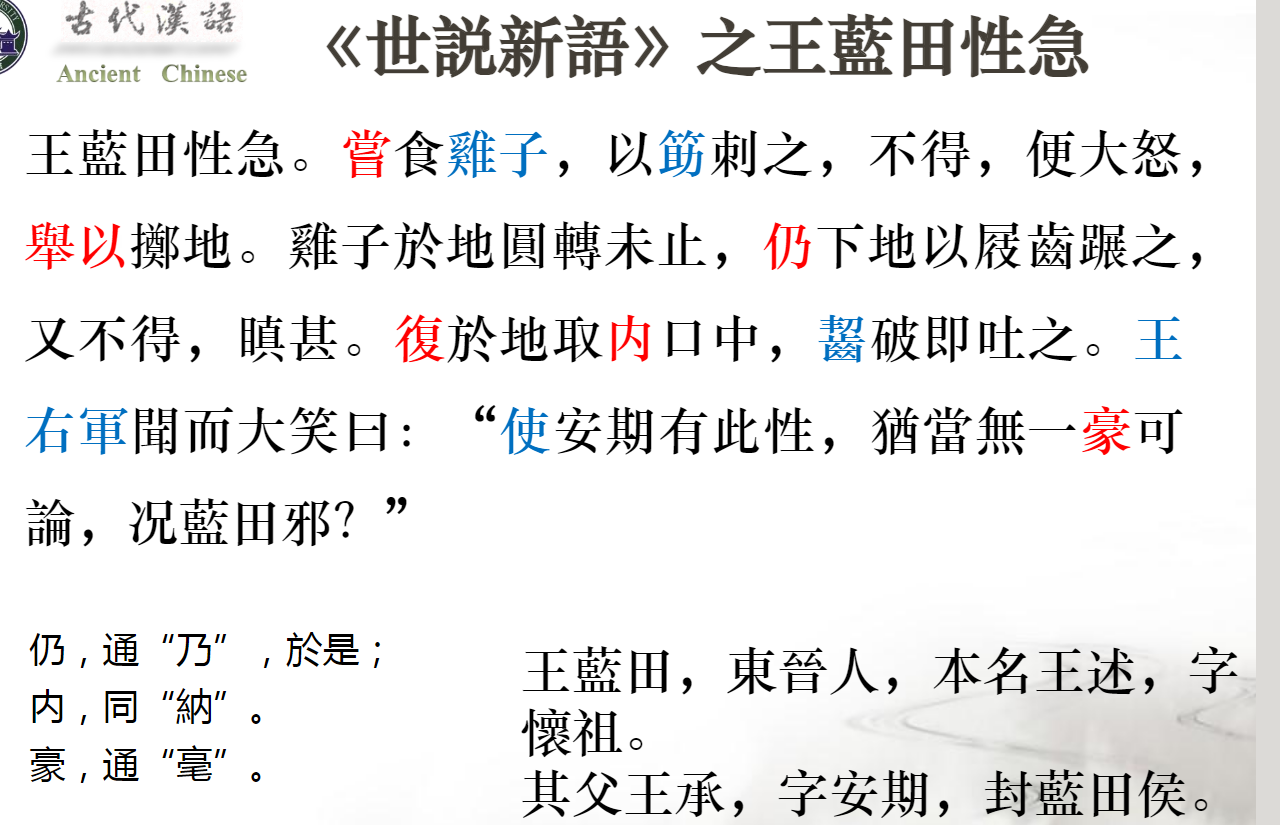 古代漢語
Ancient Chinese
《世説新語》之王藍田性急
王藍田性急。嘗食雞子，以筯刺之，不得，便大怒，
舉以擲地。雞子於地圓轉未止，仍下地以屐齒蹍之，
又不得，瞋甚。復於地取内口中，齧破即吐之。王
右軍聞而大笑曰：“使安期有此性，猶當無一豪可
論，况藍田邪？”
仍，通“乃”，於是；
内，同“納”。
豪，通“毫”。
王藍田，東晉人，本名王述，字
懷祖。
其父王承，字安期，封藍田侯。